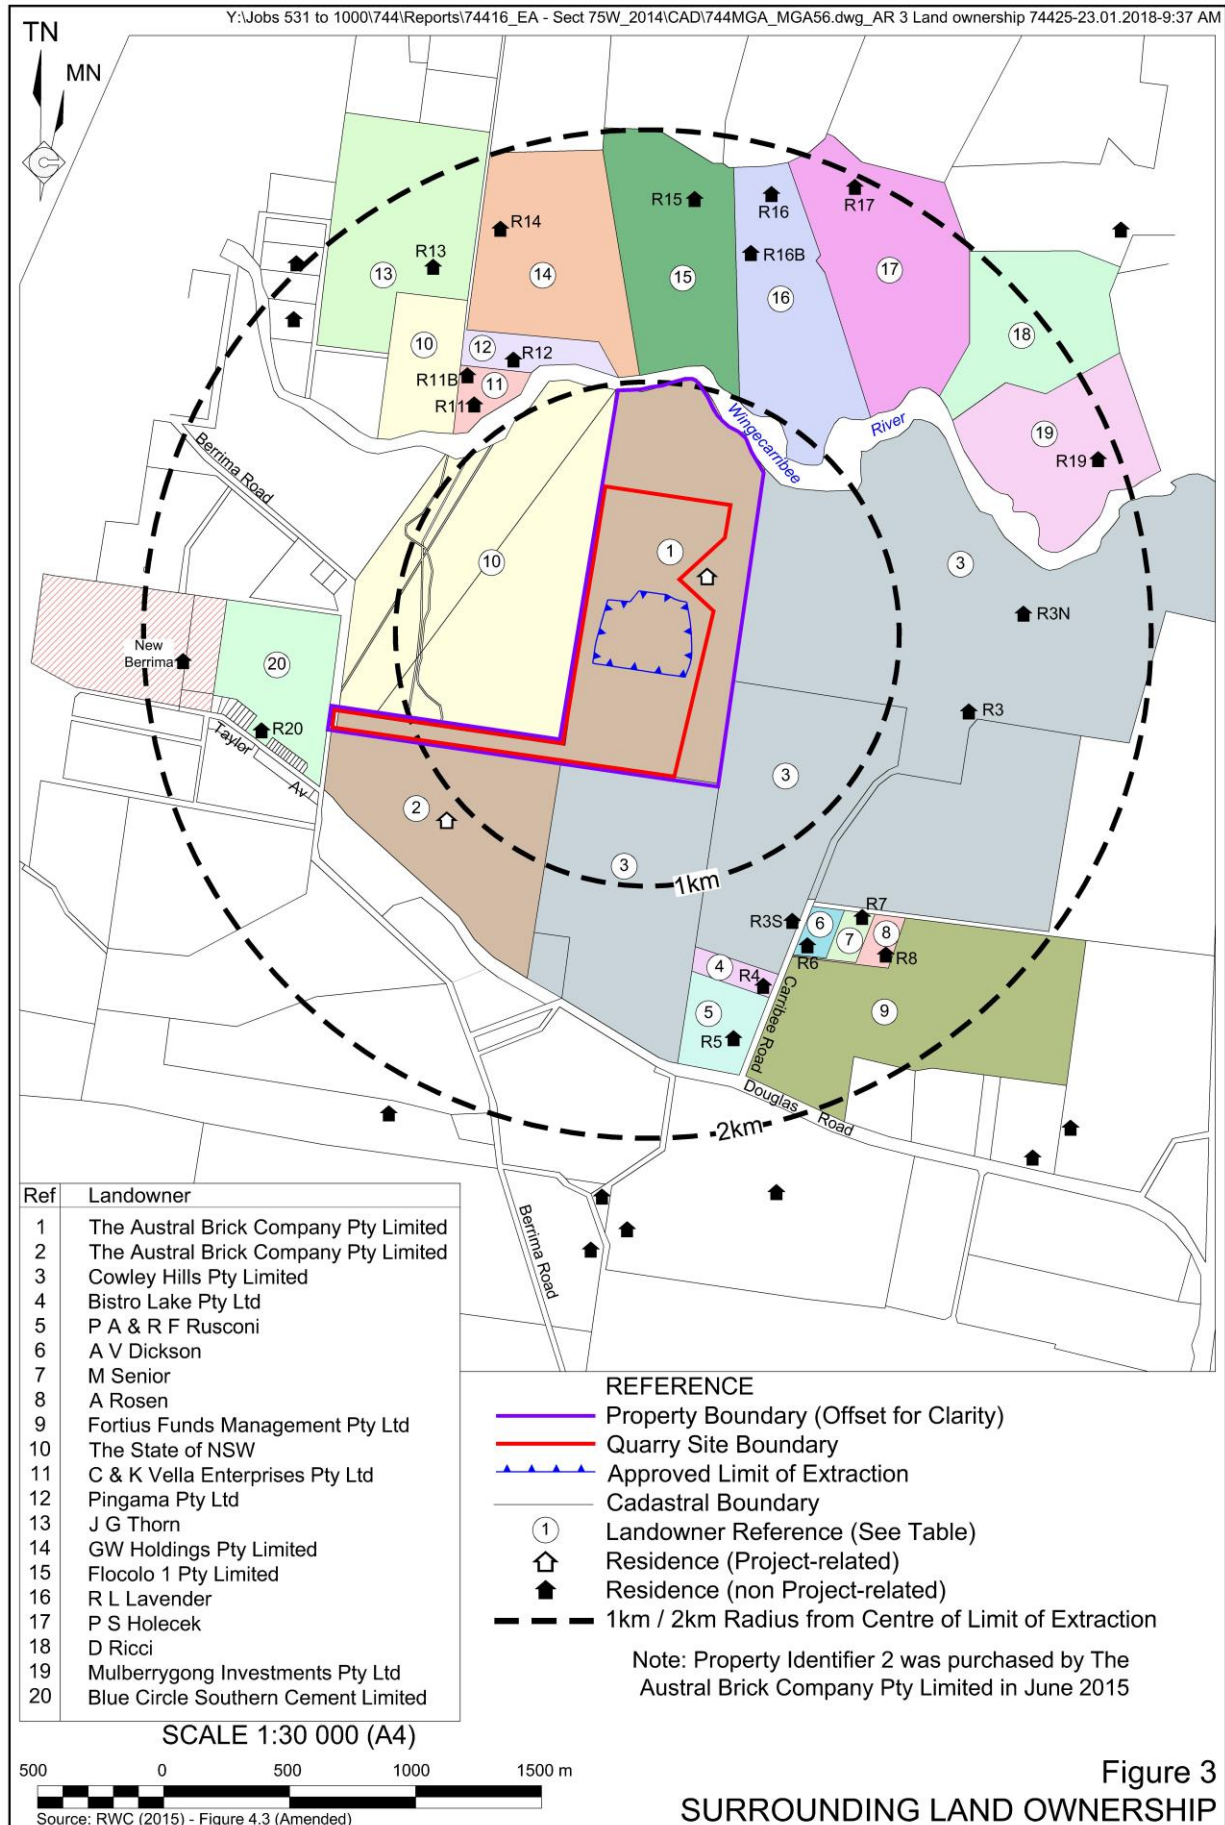 Y:\Jobs 531 to 1000\744\Reports\74416_EA - Sect 75W_2014\CAD\744MGA_MGA56.dwg_AR 3 Land ownership 74425-23.01.2018-9:37 AM
TN
MN
R17
R15
R16
R14
R16B
R13
13
14
15
16
17
18
10
12
R12
R11B
11
R11
Wingecarribee
River
19
R19
Berrima Road
10
1
3
R3N
New
Berrima
20
R20
R3
Taylor
Av
2
3
3
1km
R3S
6
R7
7
8
R6
R8
4
R4
5
R5
Carribee Road
9
Douglas
Road
2km
Berrima Road
Ref Landowner
1 The Austral Brick Company Pty Limited
2 The Austral Brick Company Pty Limited
3 Cowley Hills Pty Limited
4 Bistro Lake Pty Ltd
5 P A & R F Rusconi
6 A V Dickson
7 M Senior
8 A Rosen
9 Fortius Funds Management Pty Ltd
10 The State of NSW
11 C & K Vella Enterprises Pty Ltd
12 Pingama Pty Ltd
13 J G Thorn
14 GW Holdings Pty Limited
15 Flocolo 1 Pty Limited
16 R L Lavender
17 P S Holecek
18 D Ricci
19 Mulberrygong Investments Pty Ltd
20 Blue Circle Southern Cement Limited
REFERENCE
Property Boundary (Offset for Clarity)
Quarry Site Boundary
Approved Limit of Extraction
Cadastral Boundary
1 Landowner Reference (See Table)
Residence (Project-related)
Residence (non Project-related)
1km / 2km Radius from Centre of Limit of Extraction
Note: Property Identifier 2 was purchased by The
Austral Brick Company Pty Limited in June 2015
SCALE 1:30 000 (A4)
500 0 500 1000 1500 m
Source: RWC (2015) - Figure 4.3 (Amended)
Figure 3
SURROUNDING LAND OWNERSHIP